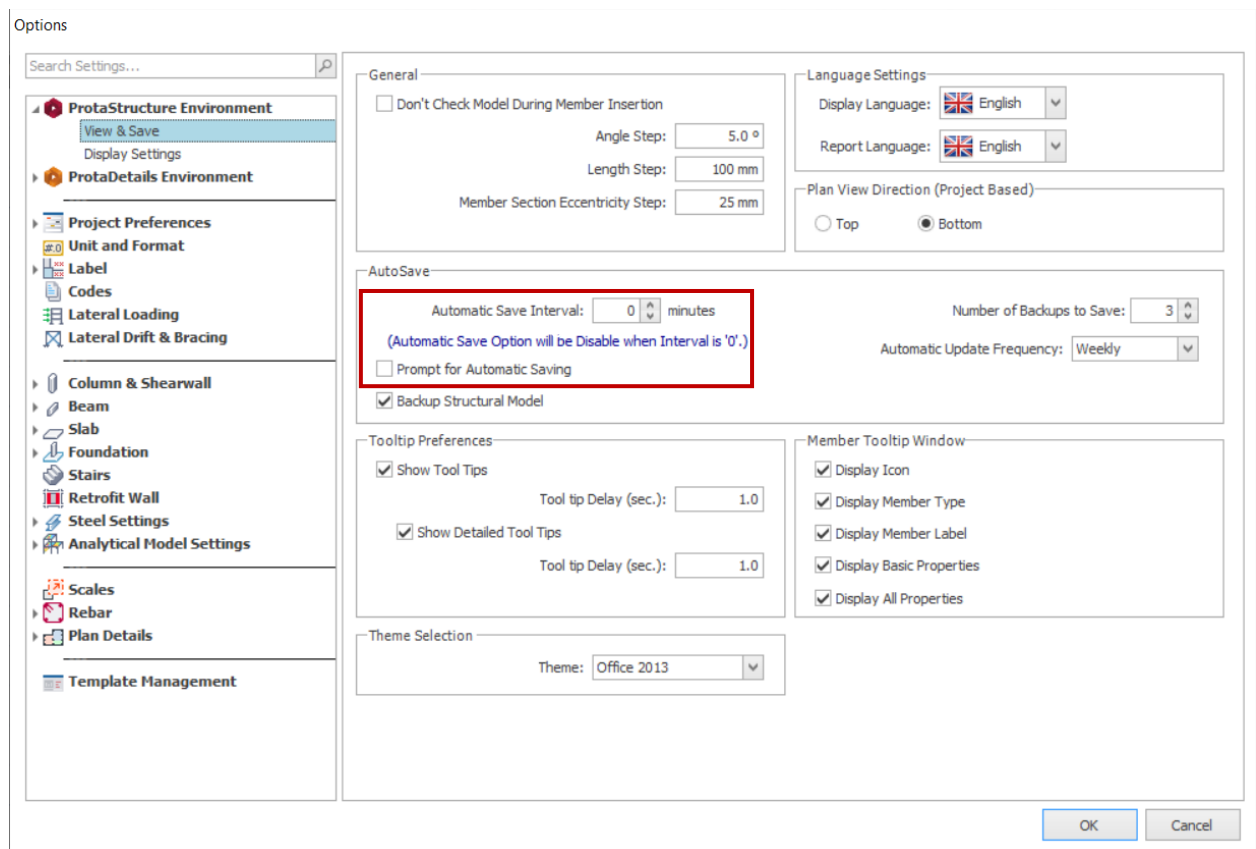 Options
Search Settings...
ProtaStructure Environment
View & Save
Display Settings
ProtaDetails Environment
Project Preferences
Unit and Format
Label
Codes
Lateral Loading
Lateral Drift & Bracing
Column & Shearwall
Beam
Slab
Foundation
Stairs
Retrofit Wall
Steel Settings
Analytical Model Settings
Scales
Rebar
Plan Details
Template Management
General
Don't Check Model During Member Insertion
Angle Step: 5.0 º
Length Step: 100 mm
Member Section Eccentricity Step: 25 mm
Language Settings
Display Language: English
Report Language: English
Plan View Direction (Project Based)
Top Bottom
AutoSave
Automatic Save Interval: 0 minutes
(Automatic Save Option will be Disable when Interval is '0'.)
Prompt for Automatic Saving
Backup Structural Model
Number of Backups to Save: 3
Automatic Update Frequency: Weekly
Tooltip Preferences
Show Tool Tips
Tool tip Delay (sec.): 1.0
Show Detailed Tool Tips
Tool tip Delay (sec.): 1.0
Member Tooltip Window
Display Icon
Display Member Type
Display Member Label
Display Basic Properties
Display All Properties
Theme Selection
Theme: Office 2013
OK Cancel